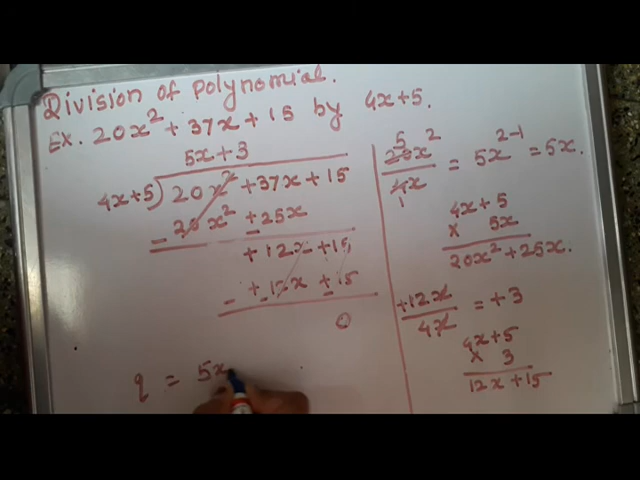 Division of polynomial.
Ex. 20x² + 37x + 15 by 4x+5.
5x + 3
4x+5) 20x² + 37x + 15
- 20x² + 25x
-
+ 12x + 15
+ 12x + 15
- - -
0
q = 5x
5
20x² / 4x = 5x²⁻¹ = 5x.
1
4x + 5
× 5x
20x² + 25x.
+12x / 4x = + 3
4x+5
× 3
12x + 15